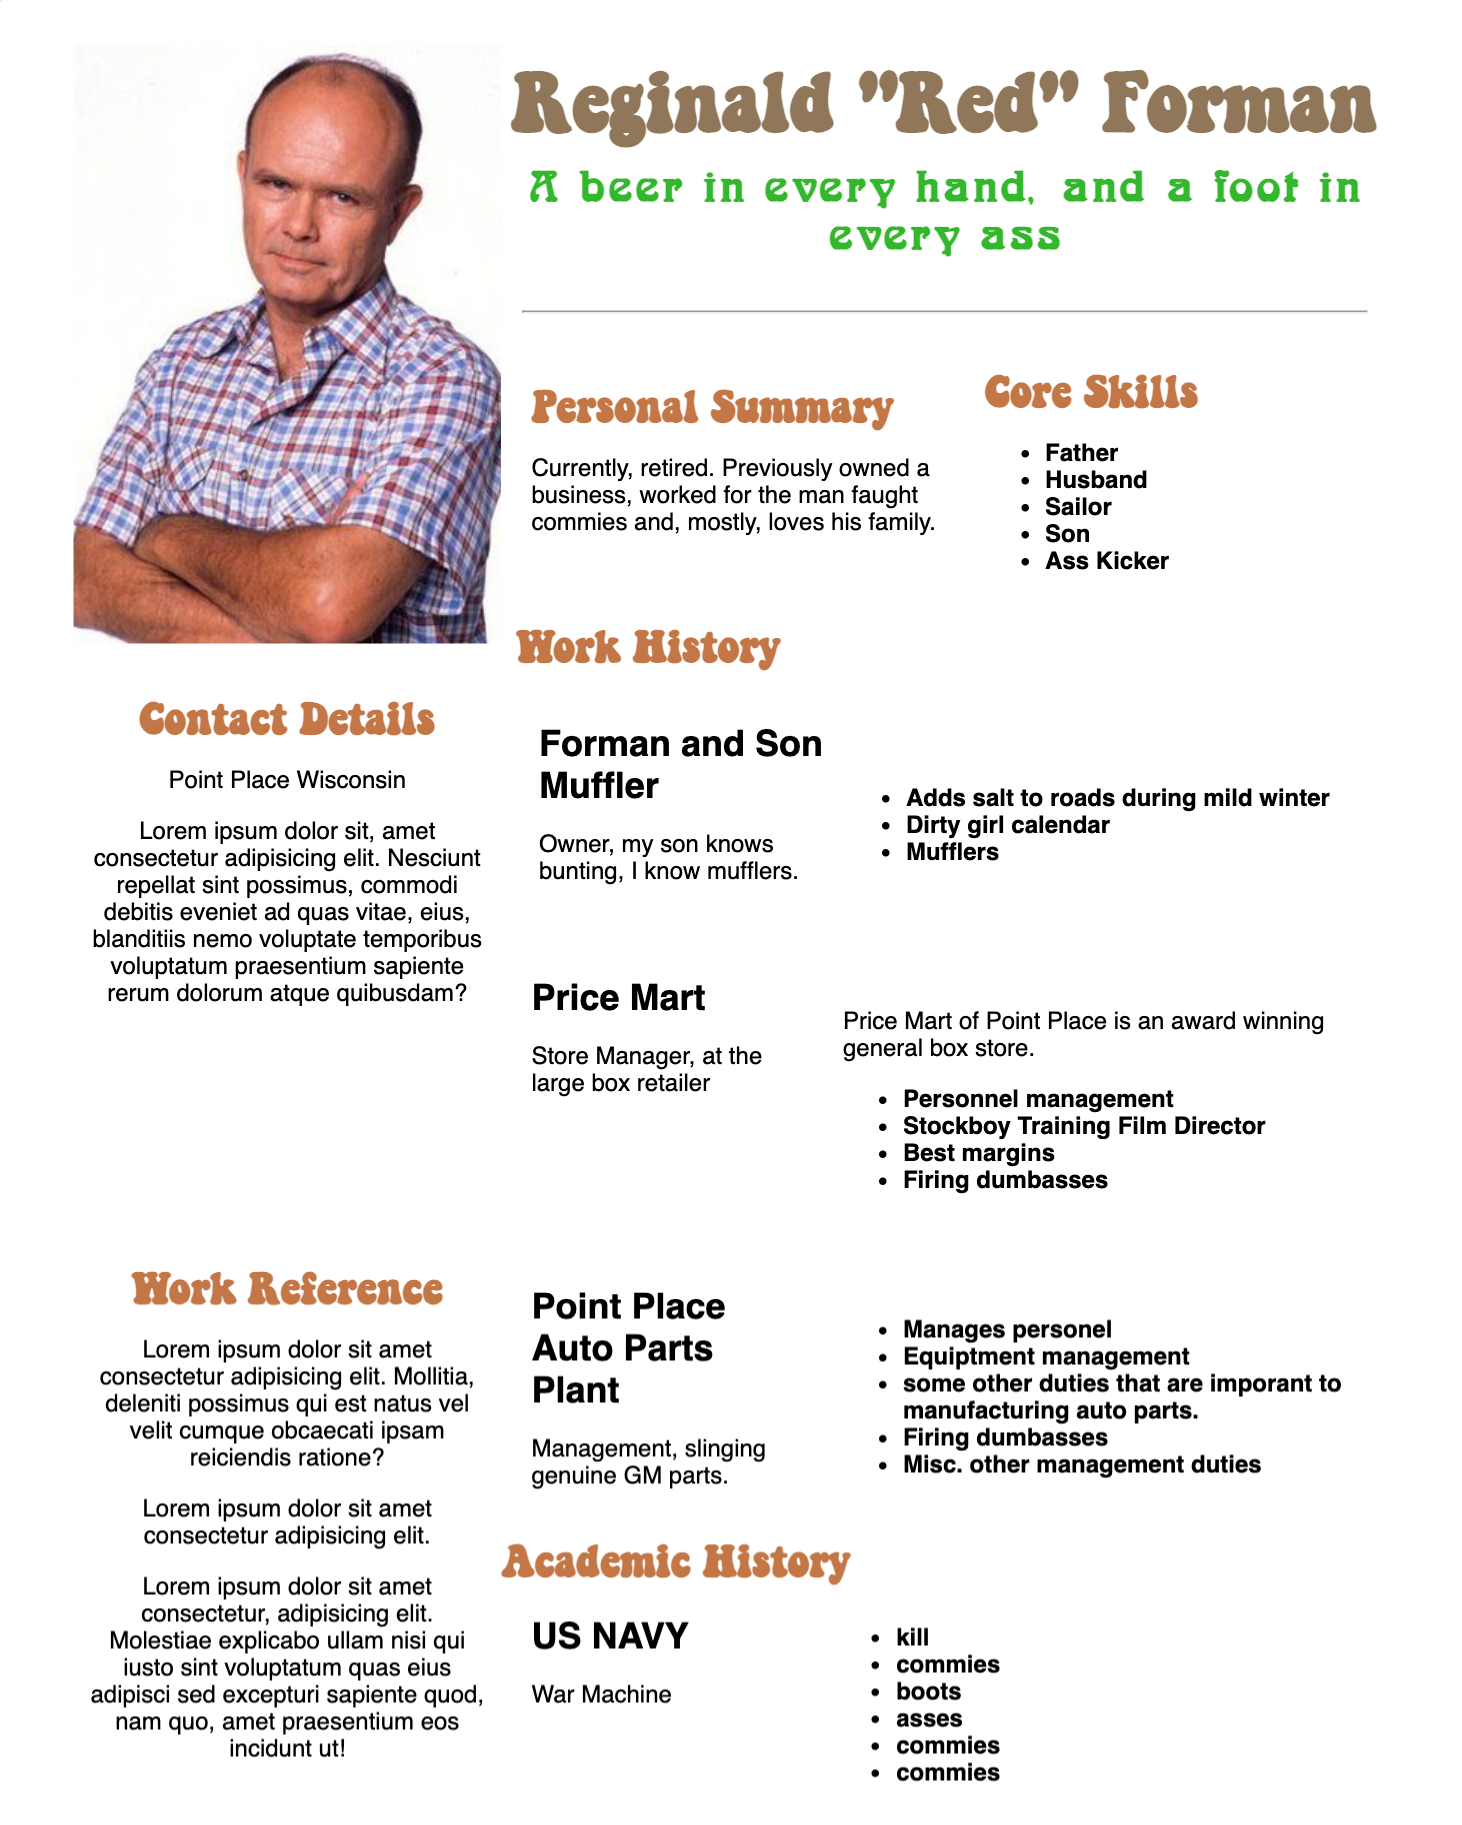 Reginald "Red" Forman
A beer in every hand, and a foot in
every ass
Personal Summary
Currently, retired. Previously owned a
business, worked for the man faught
commies and, mostly, loves his family.
Core Skills
• Father
• Husband
• Sailor
• Son
• Ass Kicker
Contact Details
Point Place Wisconsin
Lorem ipsum dolor sit, amet
consectetur adipisicing elit. Nesciunt
repellat sint possimus, commodi
debitis eveniet ad quas vitae, eius,
blanditiis nemo voluptate temporibus
voluptatum praesentium sapiente
rerum dolorum atque quibusdam?
Work Reference
Lorem ipsum dolor sit amet
consectetur adipisicing elit. Mollitia,
deleniti possimus qui est natus vel
velit cumque obcaecati ipsam
reiciendis ratione?
Lorem ipsum dolor sit amet
consectetur adipisicing elit.
Lorem ipsum dolor sit amet
consectetur, adipisicing elit.
Molestiae explicabo ullam nisi qui
iusto sint voluptatum quas eius
adipisci sed excepturi sapiente quod,
nam quo, amet praesentium eos
incidunt ut!
Work History
Forman and Son
Muffler
Owner, my son knows
bunting, I know mufflers.
• Adds salt to roads during mild winter
• Dirty girl calendar
• Mufflers
Price Mart
Store Manager, at the
large box retailer
Price Mart of Point Place is an award winning
general box store.
• Personnel management
• Stockboy Training Film Director
• Best margins
• Firing dumbasses
Point Place
Auto Parts
Plant
Management, slinging
genuine GM parts.
• Manages personel
• Equiptment management
• some other duties that are imporant to
manufacturing auto parts.
• Firing dumbasses
• Misc. other management duties
Academic History
US NAVY
War Machine
• kill
• commies
• boots
• asses
• commies
• commies